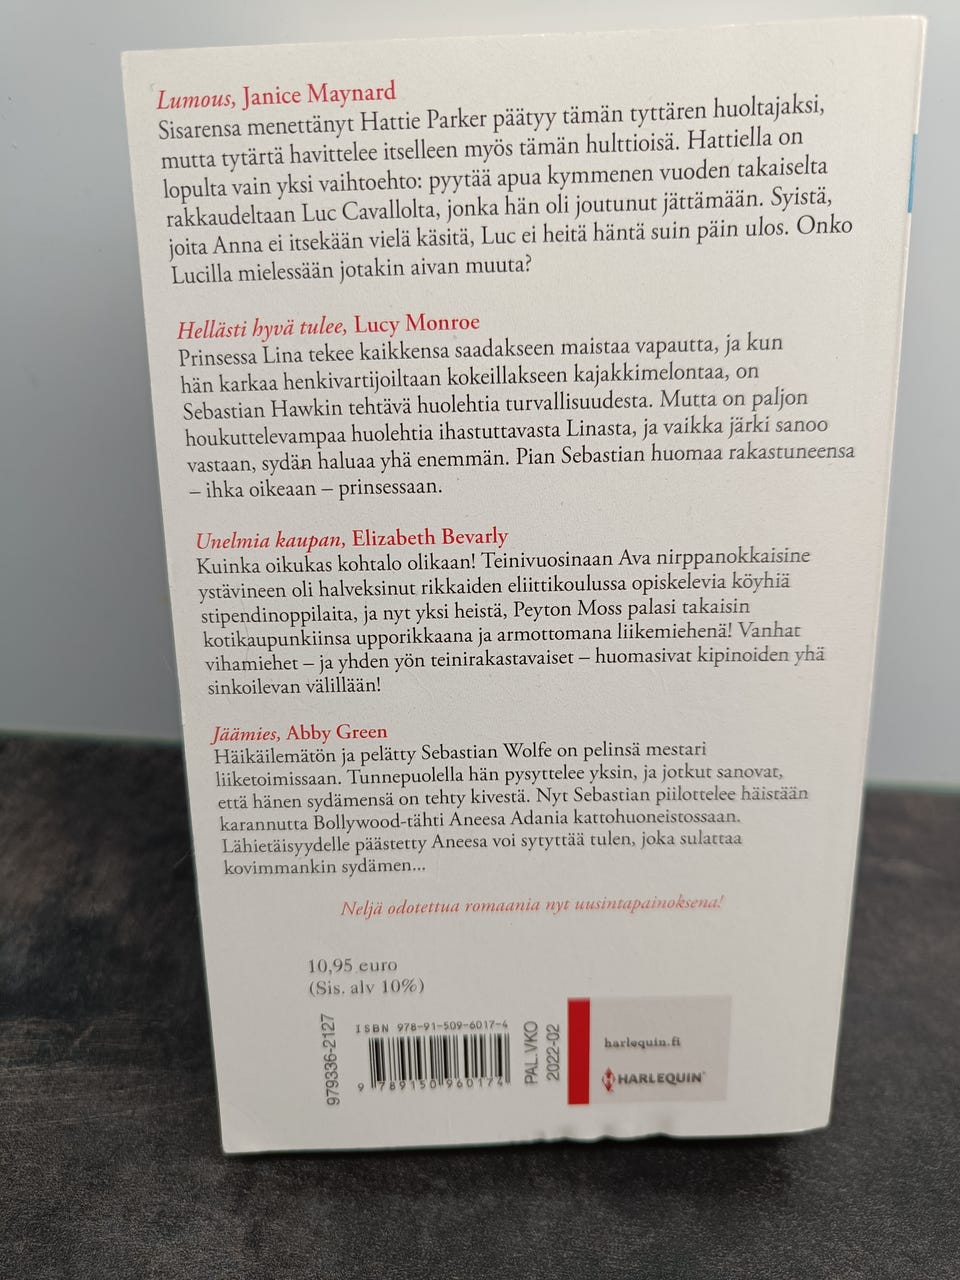 Lumous, Janice Maynard
Sisarensa menettänyt Hattie Parker päätyy tämän tyttären huoltajaksi,
mutta tytärtä havittelee itselleen myös tämän hulttioisä. Hattiella on
lopulta vain yksi vaihtoehto: pyytää apua kymmenen vuoden takaiselta
rakkaudeltaan Luc Cavallolta, jonka hän oli joutunut jättämään. Syistä,
joita Anna ei itsekään vielä käsitä, Luc ei heitä häntä suin päin ulos. Onko
Lucilla mielessään jotakin aivan muuta?
Hellästi hyvä tulee, Lucy Monroe
Prinsessa Lina tekee kaikkensa saadakseen maistaa vapautta, ja kun
hän karkaa henkivartijoiltaan kokeillakseen kajakkimelontaa, on
Sebastian Hawkin tehtävä huolehtia turvallisuudesta. Mutta on paljon
houkuttelevampaa huolehtia ihastuttavasta Linasta, ja vaikka järki sanoo
vastaan, sydän haluaa yhä enemmän. Pian Sebastian huomaa rakastuneensa
– ihka oikeaan – prinsessaan.
Unelmia kaupan, Elizabeth Bevarly
Kuinka oikukas kohtalo olikaan! Teinivuosinaan Ava nirppanokkaisine
ystävineen oli halveksinut rikkaiden eliittikoulussa opiskelevia köyhiä
stipendinoppilaita, ja nyt yksi heistä, Peyton Moss palasi takaisin
kotikaupunkiinsa upporikkaana ja armottomana liikemiehenä! Vanhat
vihamiehet – ja yhden yön teinirakastavaiset – huomasivat kipinoiden yhä
sinkoilevan välillään!
Jäämies, Abby Green
Häikäilemätön ja pelätty Sebastian Wolfe on pelinsä mestari
liiketoimissaan. Tunnepuolella hän pysyttelee yksin, ja jotkut sanovat,
että hänen sydämensä on tehty kivestä. Nyt Sebastian piilottelee häistään
karannutta Bollywood-tähti Aneesa Adania kattohuoneistossaan.
Lähietäisyydelle päästetty Aneesa voi sytyttää tulen, joka sulattaa
kovimmankin sydämen...
Neljä odotettua romaania nyt uusintapainoksena!
10,95 euro
(Sis. alv 10%)
979336-2127
ISBN 978-91-509-6017-4
9 789150 960174
PAL.VKO
2022-02
harlequin.fi
HARLEQUIN